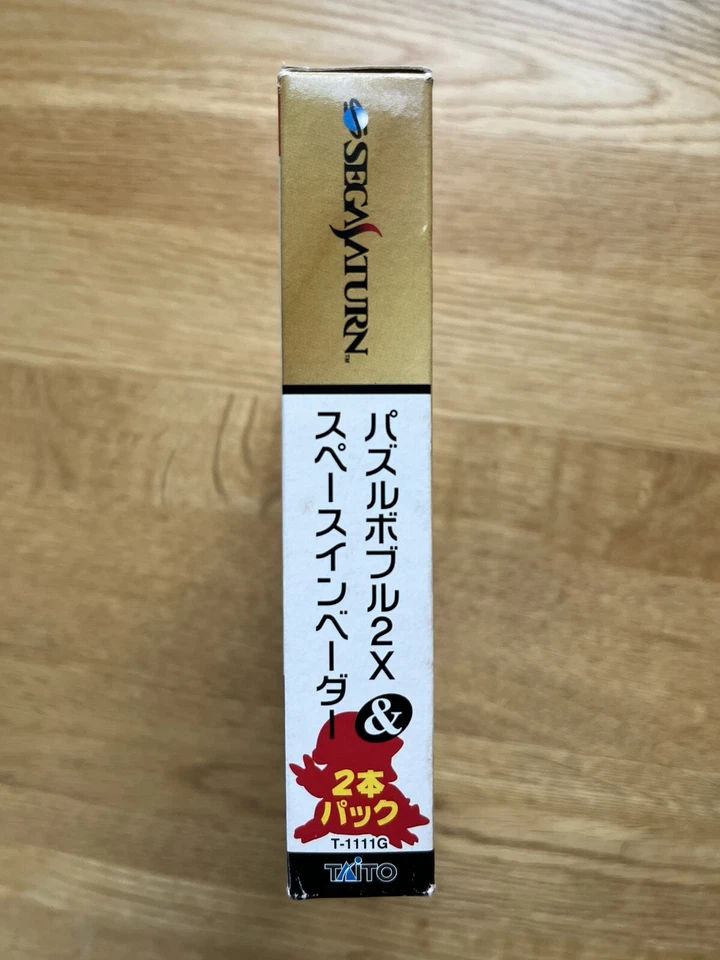 SEGA SATURN™
パズルボブル2X &
スペースインベーダー
2本
パック
T-1111G
TAITO